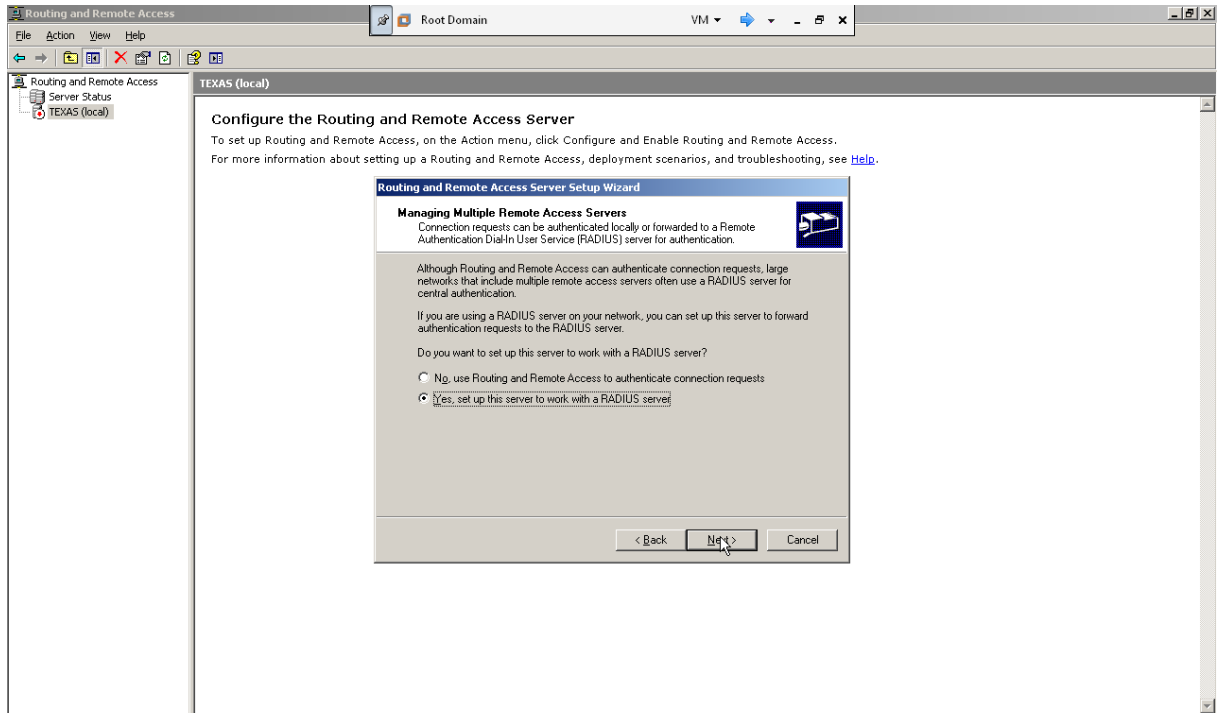 Routing and Remote Access
Root Domain
VM
File Action View Help
Routing and Remote Access
Server Status
TEXAS (local)
TEXAS (local)
Configure the Routing and Remote Access Server
To set up Routing and Remote Access, on the Action menu, click Configure and Enable Routing and Remote Access.
For more information about setting up a Routing and Remote Access, deployment scenarios, and troubleshooting, see Help.
Routing and Remote Access Server Setup Wizard
Managing Multiple Remote Access Servers
Connection requests can be authenticated locally or forwarded to a Remote
Authentication Dial-In User Service (RADIUS) server for authentication.
Although Routing and Remote Access can authenticate connection requests, large
networks that include multiple remote access servers often use a RADIUS server for
central authentication.
If you are using a RADIUS server on your network, you can set up this server to forward
authentication requests to the RADIUS server.
Do you want to set up this server to work with a RADIUS server?
No, use Routing and Remote Access to authenticate connection requests
Yes, set up this server to work with a RADIUS server
< Back Next > Cancel